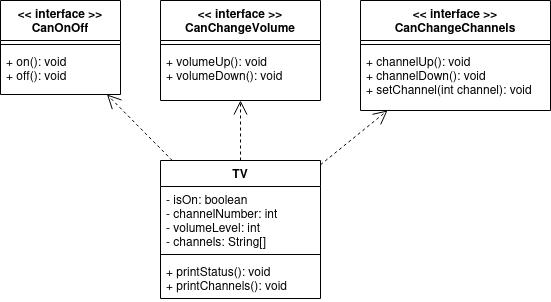 << interface >>
CanOnOff
+ on(): void
+ off(): void
<< interface >>
CanChangeVolume
+ volumeUp(): void
+ volumeDown(): void
<< interface >>
CanChangeChannels
+ channelUp(): void
+ channelDown(): void
+ setChannel(int channel): void
TV
- isOn: boolean
- channelNumber: int
- volumeLevel: int
- channels: String[]
+ printStatus(): void
+ printChannels(): void